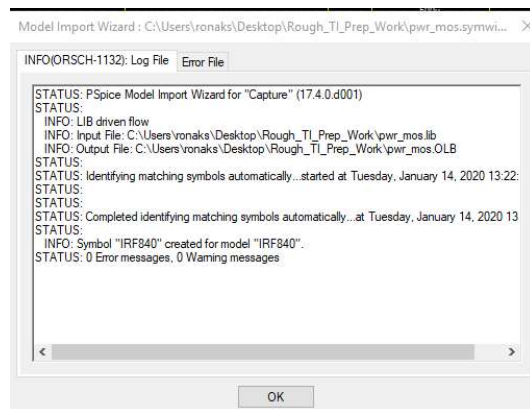 Model Import Wizard : C:\Users\ronaks\Desktop\Rough_TI_Prep_Work\pwr_mos.symwi...
INFO(ORSCH-1132): Log File Error File
STATUS: PSpice Model Import Wizard for "Capture" (17.4.0.d001)
STATUS:
INFO: LIB driven flow
INFO: Input File: C:\Users\ronaks\Desktop\Rough_TI_Prep_Work\pwr_mos.lib
INFO: Output File: C:\Users\ronaks\Desktop\Rough_TI_Prep_Work\pwr_mos.OLB
STATUS:
STATUS: Identifying matching symbols automatically...started at Tuesday, January 14, 2020 13:22:
STATUS:
STATUS:
STATUS: Completed identifying matching symbols automatically...at Tuesday, January 14, 2020 13
STATUS:
INFO: Symbol "IRF840" created for model "IRF840".
STATUS: 0 Error messages, 0 Warning messages
OK